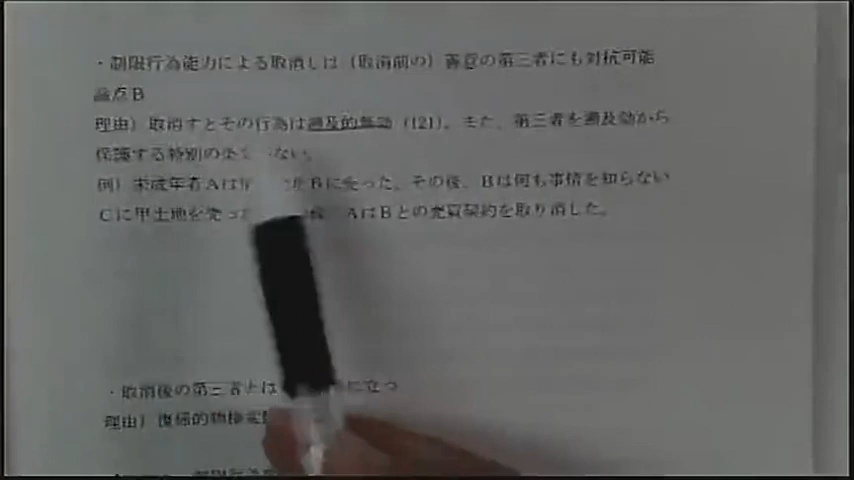 ・制限行為能力による取消しは（取消前の）善意の第三者にも対抗可能
論点B
理由）取消すとその行為は遡及的無効（121）。また、第三者を遡及効から
保護する特別の ない。
例）未成年者Aは Bに売った。その後、Bは何も事情を知らない
Cに甲土地を売っ AはBとの売買契約を取り消した。
・取消後の第三者とは に立つ
理由）復帰的物権変